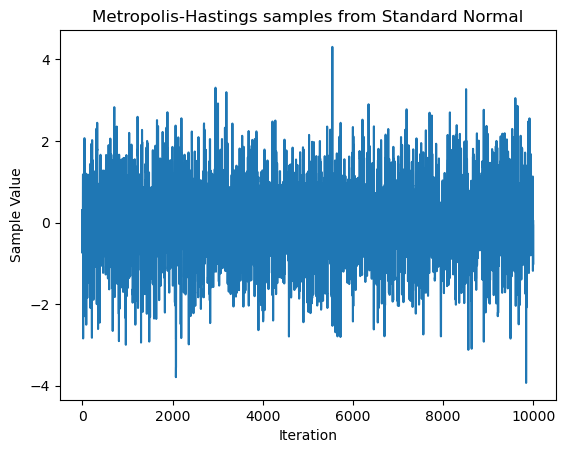 Metropolis-Hastings samples from Standard Normal
4
2
0
−2
−4
Sample Value
0 2000 4000 6000 8000 10000
Iteration